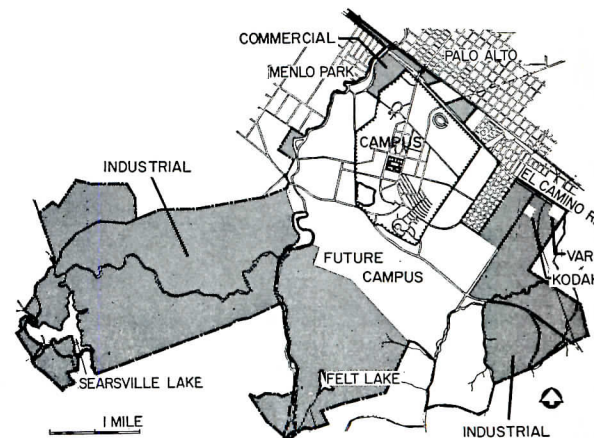 COMMERCIAL
PALO ALTO
MENLO PARK
CAMPUS
INDUSTRIAL
EL CAMINO R
VAR
FUTURE
CAMPUS
KODAK
SEARSVILLE LAKE
FELT LAKE
1 MILE
INDUSTRIAL